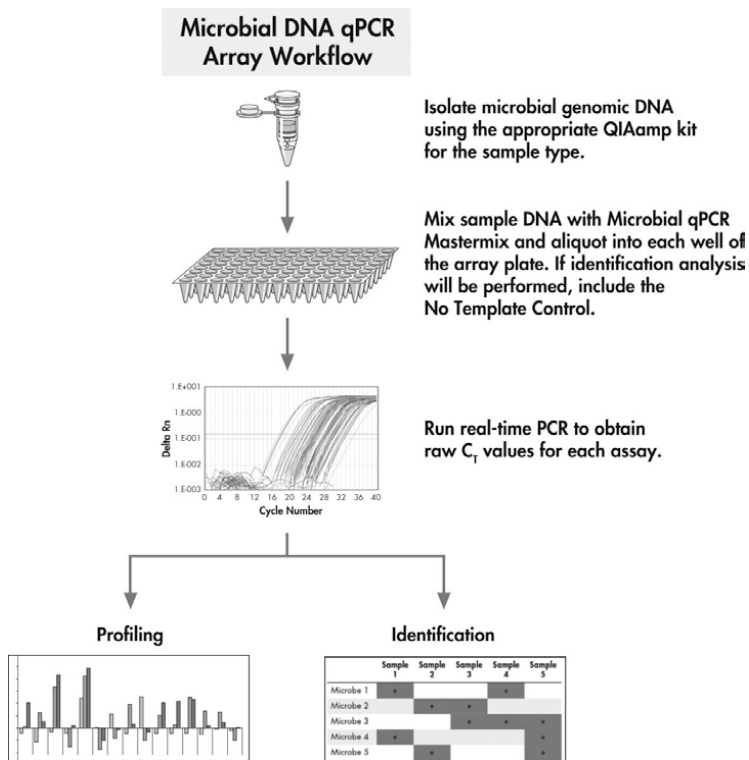 Microbial DNA qPCR
Array Workflow
Isolate microbial genomic DNA
using the appropriate QIAamp kit
for the sample type.
Mix sample DNA with Microbial qPCR
Mastermix and aliquot into each well of
the array plate. If identification analysis
will be performed, include the
No Template Control.
1.E+001
1.E-000
1.E-001
1.E-002
1.E-003
Delta Rn
0 4 8 12 16 20 24 28 32 36 40
Cycle Number
Run real-time PCR to obtain
raw CT values for each assay.
Profiling
Identification
Sample 1 Sample 2 Sample 3 Sample 4 Sample 5
Microbe 1 + +
Microbe 2 + +
Microbe 3 + + +
Microbe 4 + +
Microbe 5 + +